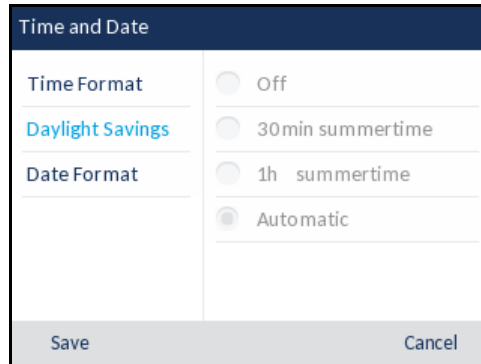 Time and Date
Time Format
Daylight Savings
Date Format
Off
30min summertime
1h summertime
Automatic
Save
Cancel